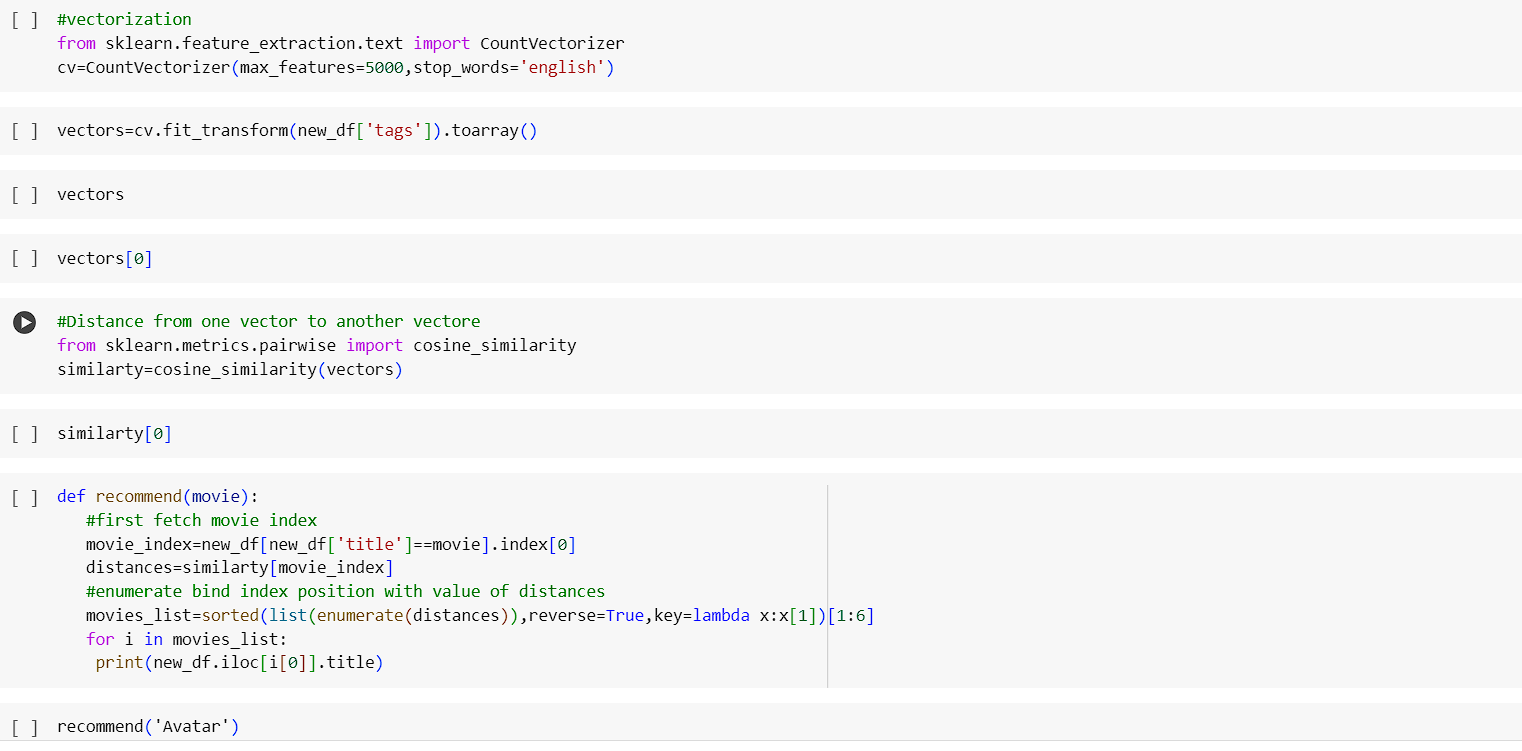 [ ] #vectorization
from sklearn.feature_extraction.text import CountVectorizer
cv=CountVectorizer(max_features=5000,stop_words='english')
[ ] vectors=cv.fit_transform(new_df['tags']).toarray()
[ ] vectors
[ ] vectors[0]
#Distance from one vector to another vectore
from sklearn.metrics.pairwise import cosine_similarity
similarty=cosine_similarity(vectors)
[ ] similarty[0]
[ ] def recommend(movie):
#first fetch movie index
movie_index=new_df[new_df['title']==movie].index[0]
distances=similarty[movie_index]
#enumerate bind index position with value of distances
movies_list=sorted(list(enumerate(distances)),reverse=True,key=lambda x:x[1])[1:6]
for i in movies_list:
print(new_df.iloc[i[0]].title)
[ ] recommend('Avatar')